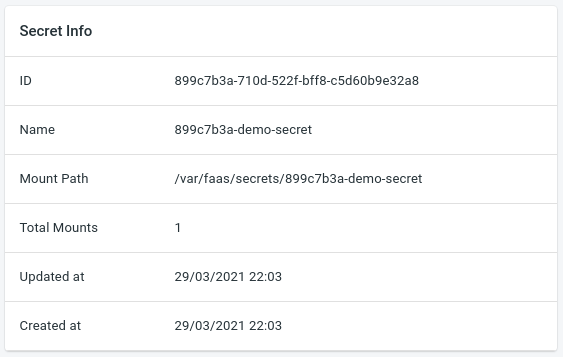 Secret Info
ID 899c7b3a-710d-522f-bff8-c5d60b9e32a8
Name 899c7b3a-demo-secret
Mount Path /var/faas/secrets/899c7b3a-demo-secret
Total Mounts 1
Updated at 29/03/2021 22:03
Created at 29/03/2021 22:03